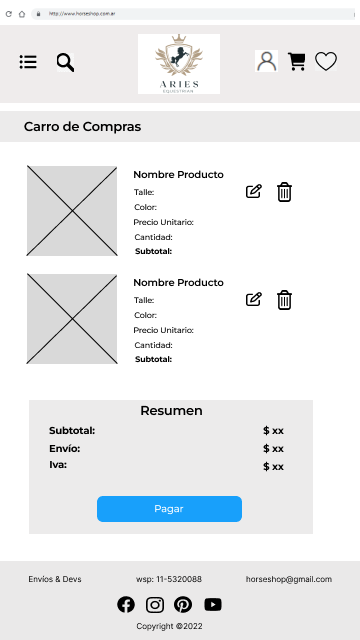 http://www.horseshop.com.ar
ARIES
EQUESTRIAN
Carro de Compras
Nombre Producto
Talle:
Color:
Precio Unitario:
Cantidad:
Subtotal:
Nombre Producto
Talle:
Color:
Precio Unitario:
Cantidad:
Subtotal:
Resumen
Subtotal: $ xx
Envío: $ xx
Iva: $ xx
Pagar
Envíos & Devs wsp: 11-5320088 horseshop@gmail.com
Copyright ©2022